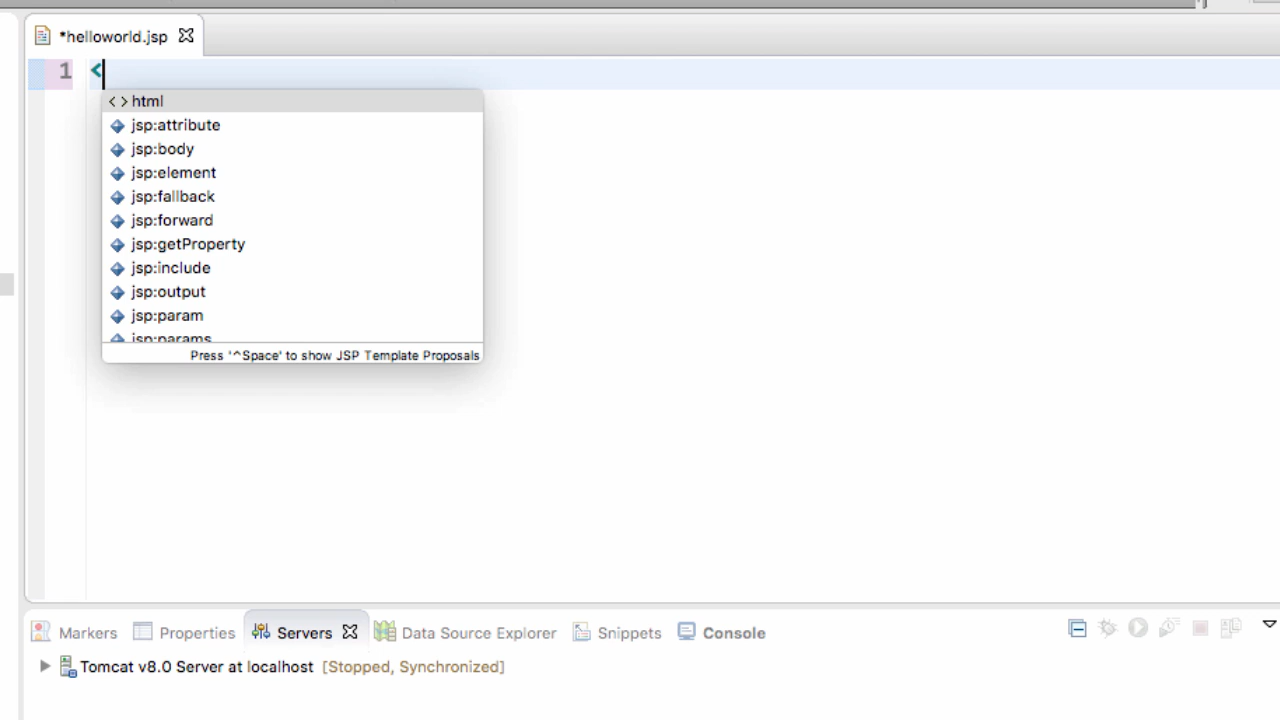 *helloworld.jsp
1 <
<> html
jsp:attribute
jsp:body
jsp:element
jsp:fallback
jsp:forward
jsp:getProperty
jsp:include
jsp:output
jsp:param
jsp:params
Press '^Space' to show JSP Template Proposals
Markers Properties Servers Data Source Explorer Snippets Console
Tomcat v8.0 Server at localhost [Stopped, Synchronized]